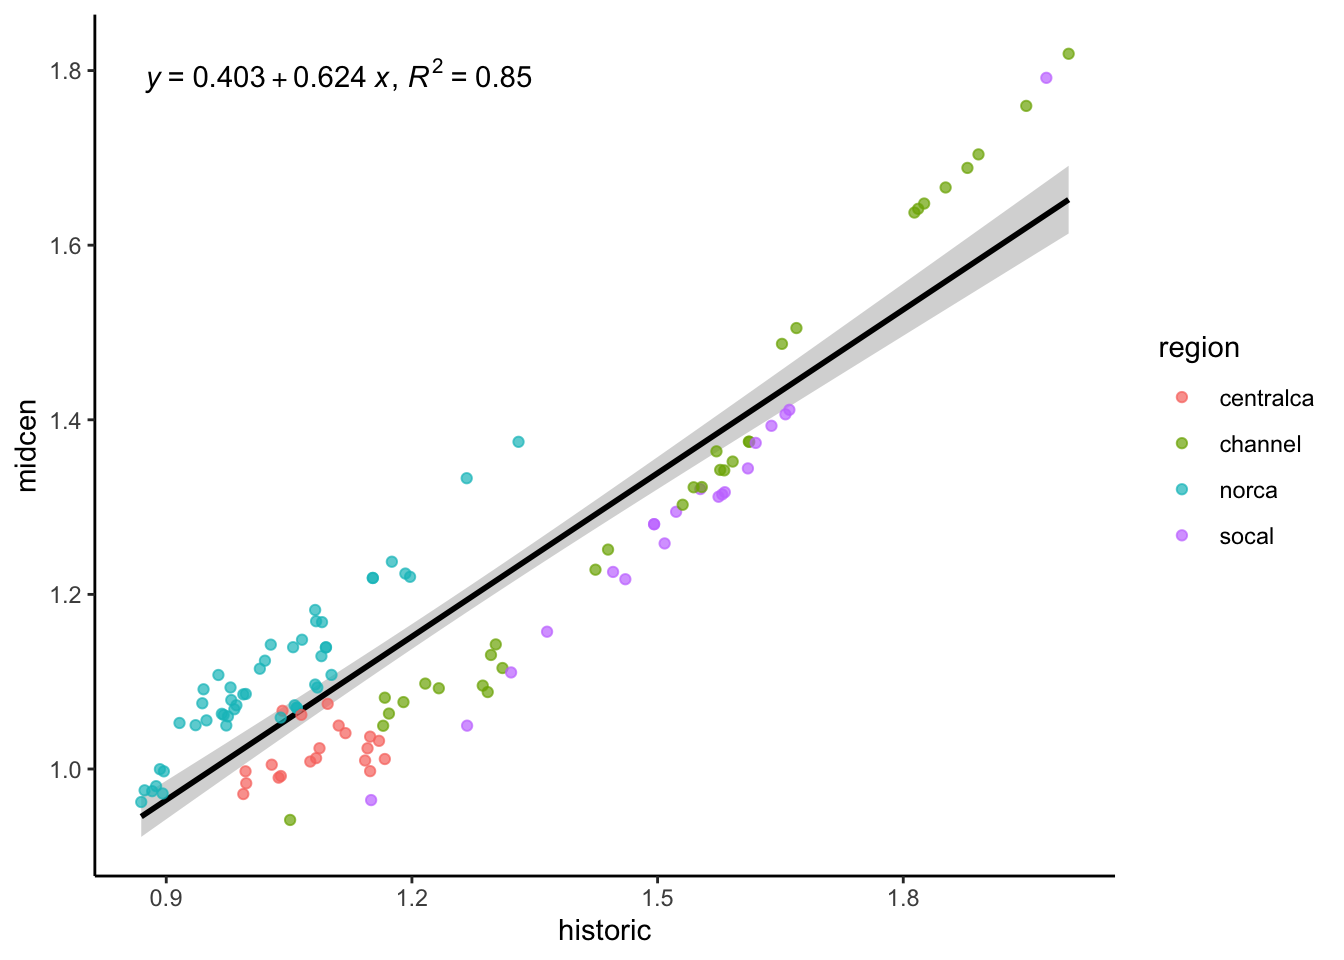 y = 0.403 + 0.624 x, R² = 0.85
1.8
1.6
1.4
1.2
1.0
midcen
0.9 1.2 1.5 1.8
historic
region
centralca
channel
norca
socal